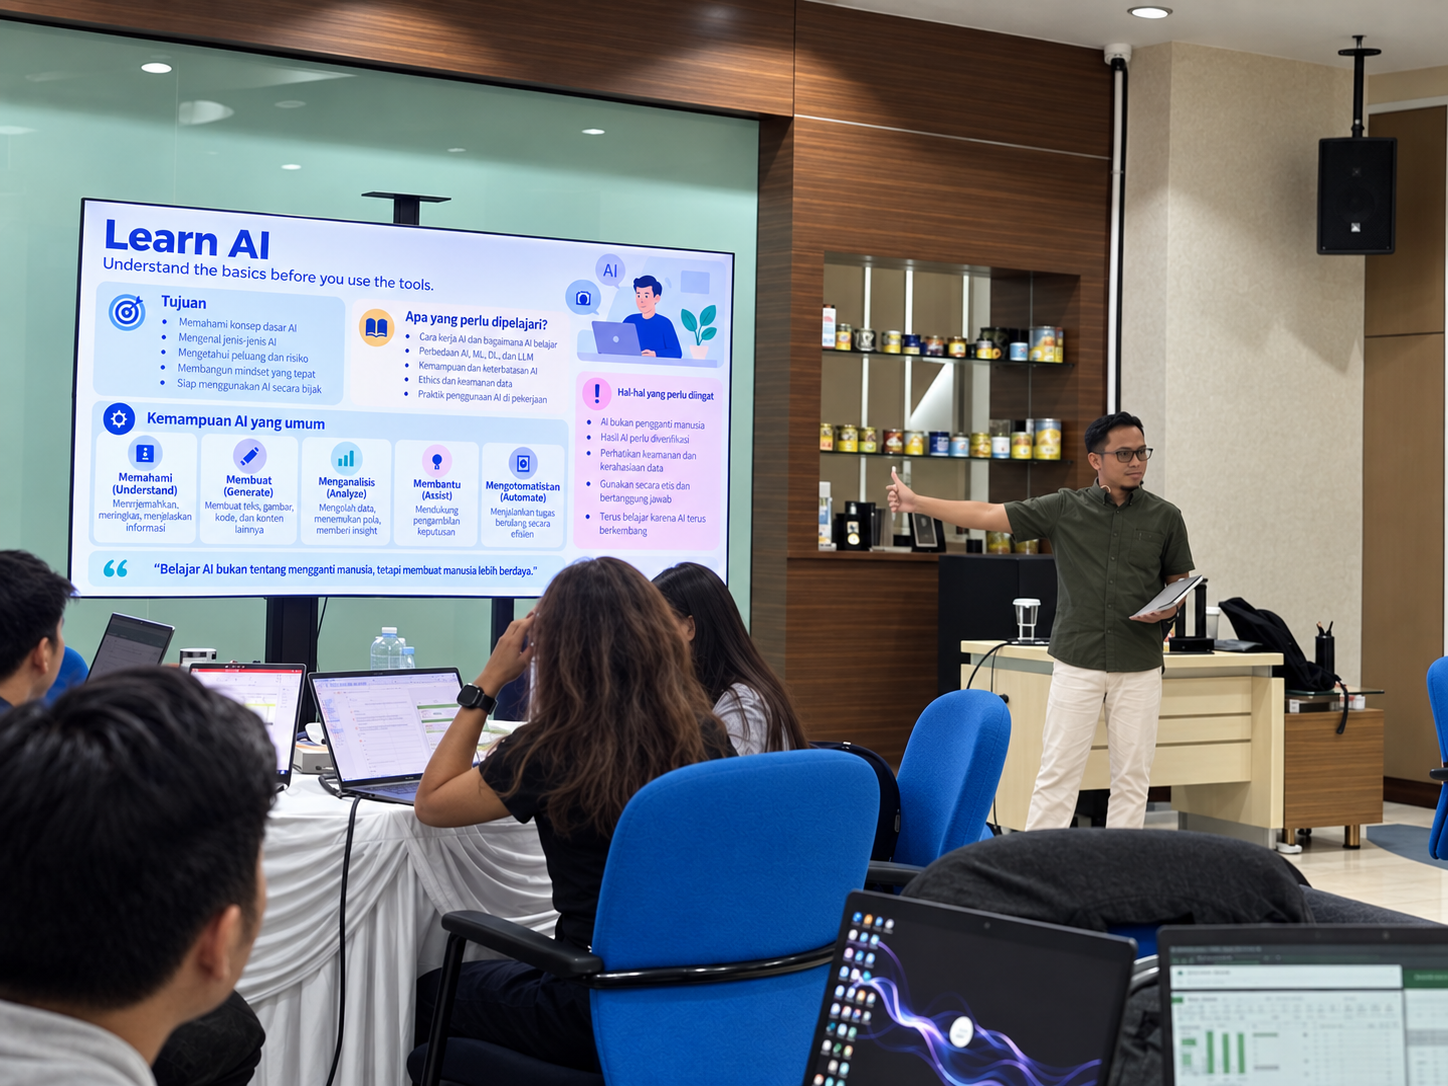 Learn AI
Understand the basics before you use the tools.
Tujuan
Memahami konsep dasar AI
Mengenal jenis-jenis AI
Mengetahui peluang dan risiko
Membangun mindset yang tepat
Siap menggunakan AI secara bijak
Apa yang perlu dipelajari?
Cara kerja AI dan bagaimana AI belajar
Perbedaan AI, ML, DL, dan LLM
Kemampuan dan keterbatasan AI
Ethics dan keamanan data
Praktik penggunaan AI di pekerjaan
AI
Hal-hal yang perlu diingat
AI bukan pengganti manusia
Hasil AI perlu diverifikasi
Perhatikan keamanan dan
kerahasiaan data
Gunakan secara etis dan
bertanggung jawab
Terus belajar karena AI terus
berkembang
Kemampuan AI yang umum
Memahami
(Understand)
meringkas, menjelaskan
informasi
Membuat
(Generate)
Membuat teks, gambar,
kode, dan konten
lainnya
Menganalisis
(Analyze)
Mengolah data,
menemukan pola,
memberi insight
Membantu
(Assist)
Mendukung
pengambilan
keputusan
Mengotomatistan
(Automate)
Menjalankan tugas
berulang secara
efisien
“Belajar AI bukan tentang mengganti manusia, tetapi membuat manusia lebih berdaya.”